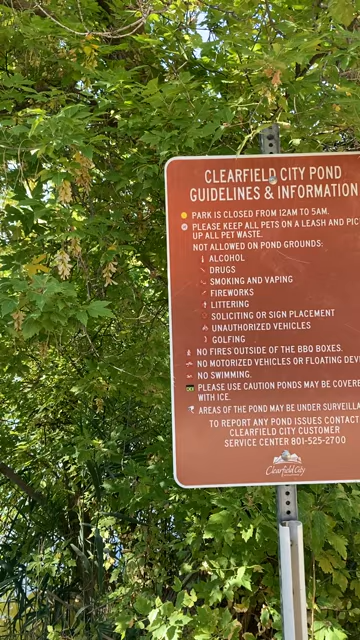 CLEARFIELD CITY POND
GUIDELINES & INFORMATION
PARK IS CLOSED FROM 12AM TO 5AM.
PLEASE KEEP ALL PETS ON A LEASH AND PIC
UP ALL PET WASTE.
NOT ALLOWED ON POND GROUNDS:
ALCOHOL
DRUGS
SMOKING AND VAPING
FIREWORKS
LITTERING
SOLICITING OR SIGN PLACEMENT
UNAUTHORIZED VEHICLES
GOLFING
NO FIRES OUTSIDE OF THE BBQ BOXES.
NO MOTORIZED VEHICLES OR FLOATING DEVI
NO SWIMMING.
PLEASE USE CAUTION PONDS MAY BE COVERE
WITH ICE.
AREAS OF THE POND MAY BE UNDER SURVEILLA
TO REPORT ANY POND ISSUES CONTACT
CLEARFIELD CITY CUSTOMER
SERVICE CENTER 801-525-2700
Clearfield City